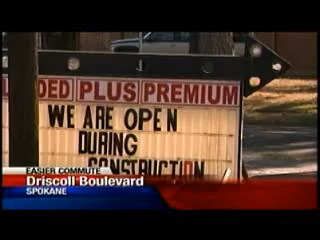 DED PLUS PREMIUM
WE ARE OPEN
DURING
CONSTRUCTION
EASIER COMMUTE
Driscoll Boulevard
SPOKANE